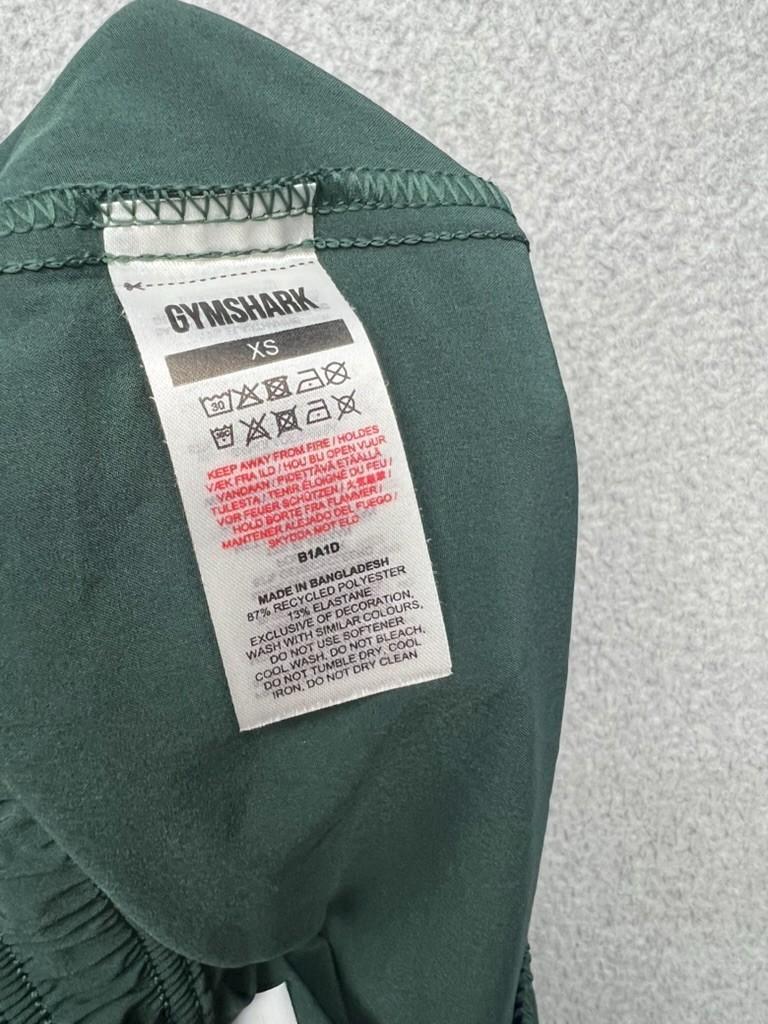 GYMSHARK
XS
30
KEEP AWAY FROM FIRE / HOLDES
VÆK FRA ILD / HOU BIJ OPEN VUUR
VANDAAN / PIDETTÄVÄ ETÄÄLLÄ
TULESTA / TENIR ÉLOIGNÉ DU FEU /
VOR FEUER SCHÜTZEN / 火気厳禁 /
HOLD BORTE FRA FLAMMER /
MANTENER ALEJADO DEL FUEGO /
SKYDDA MOT ELD
B1A1D
MADE IN BANGLADESH
87% RECYCLED POLYESTER
13% ELASTANE
EXCLUSIVE OF DECORATION,
WASH WITH SIMILAR COLOURS,
DO NOT USE SOFTENER
COOL WASH, DO NOT BLEACH,
DO NOT TUMBLE DRY, COOL
IRON, DO NOT DRY CLEAN